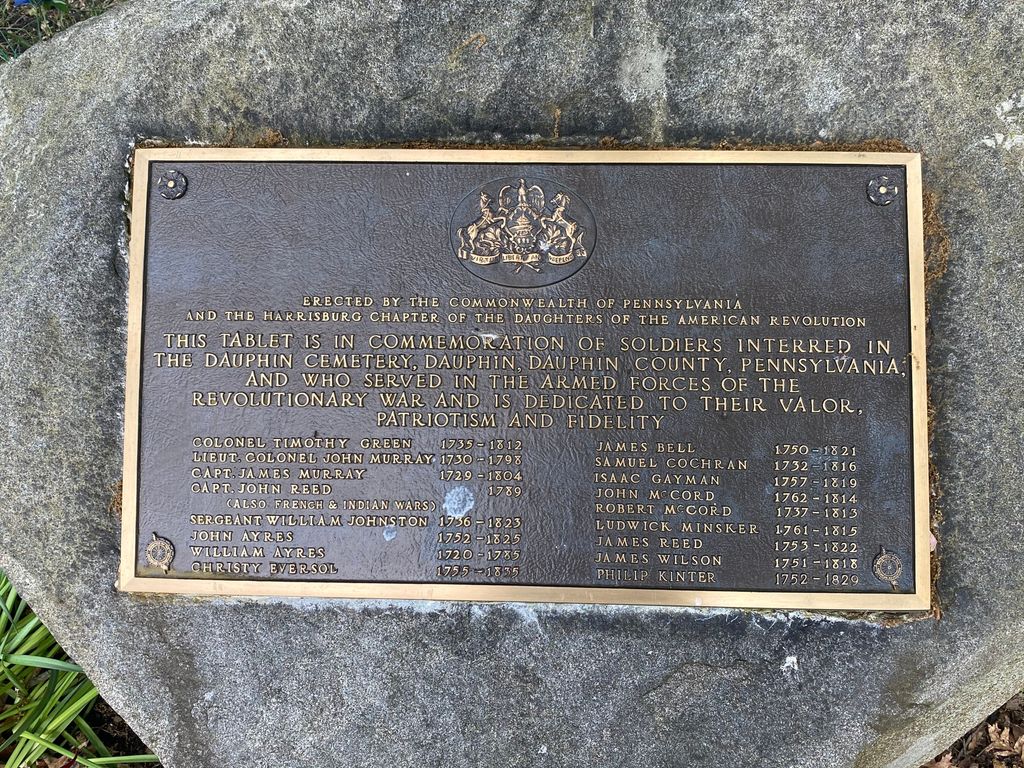 ERECTED BY THE COMMONWEALTH OF PENNSYLVANIA
AND THE HARRISBURG CHAPTER OF THE DAUGHTERS OF THE AMERICAN REVOLUTION
THIS TABLET IS IN COMMEMORATION OF SOLDIERS INTERRED IN
THE DAUPHIN CEMETERY, DAUPHIN, DAUPHIN COUNTY, PENNSYLVANIA,
AND WHO SERVED IN THE ARMED FORCES OF THE
REVOLUTIONARY WAR AND IS DEDICATED TO THEIR VALOR,
PATRIOTISM AND FIDELITY
COLONEL TIMOTHY GREEN 1735-1812
LIEUT. COLONEL JOHN MURRAY 1730-1798
CAPT. JAMES MURRAY 1729-1804
CAPT. JOHN REED 1789
(ALSO FRENCH & INDIAN WARS)
SERGEANT WILLIAM JOHNSTON 1736-1823
JOHN AYRES 1752-1825
WILLIAM AYRES 1720-1785
CHRISTY EVERSOL 1755-1835
JAMES BELL 1750-1821
SAMUEL COCHRAN 1732-1816
ISAAC GAYMAN 1757-1819
JOHN McCORD 1762-1814
ROBERT McCORD 1737-1813
LUDWICK MINSKER 1761-1815
JAMES REED 1753-1822
JAMES WILSON 1751-1818
PHILIP KINTER 1752-1829